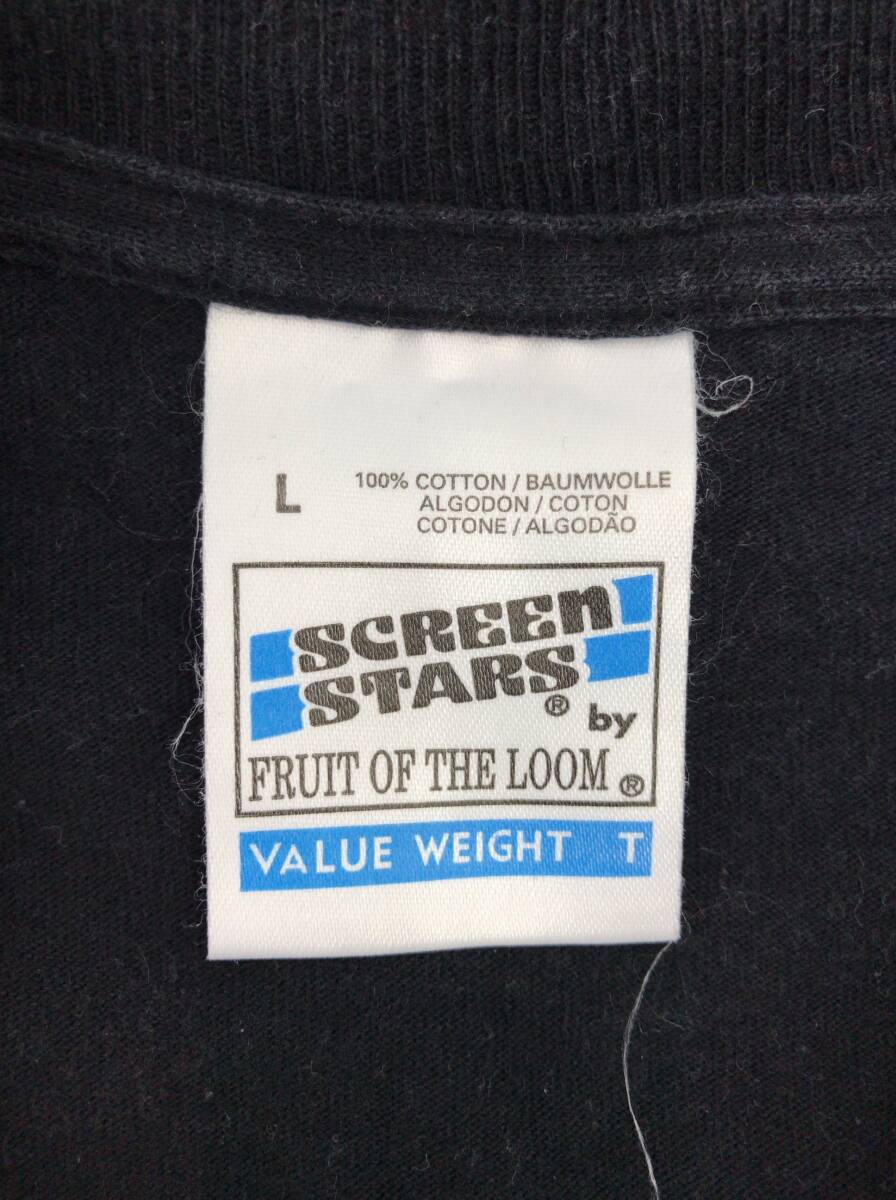 L
100% COTTON / BAUMWOLLE
ALGODON / COTON
COTONE / ALGODÃO
SCREEN
STARS® by
FRUIT OF THE LOOM®
VALUE WEIGHT T